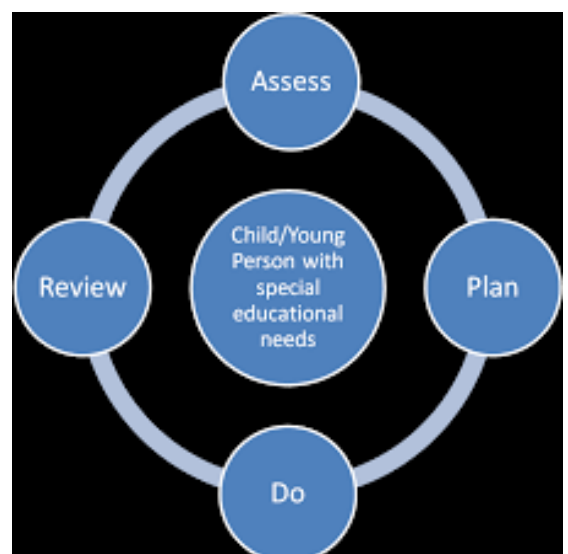 Assess
Child/Young
Person with
special
educational
needs
Review
Plan
Do